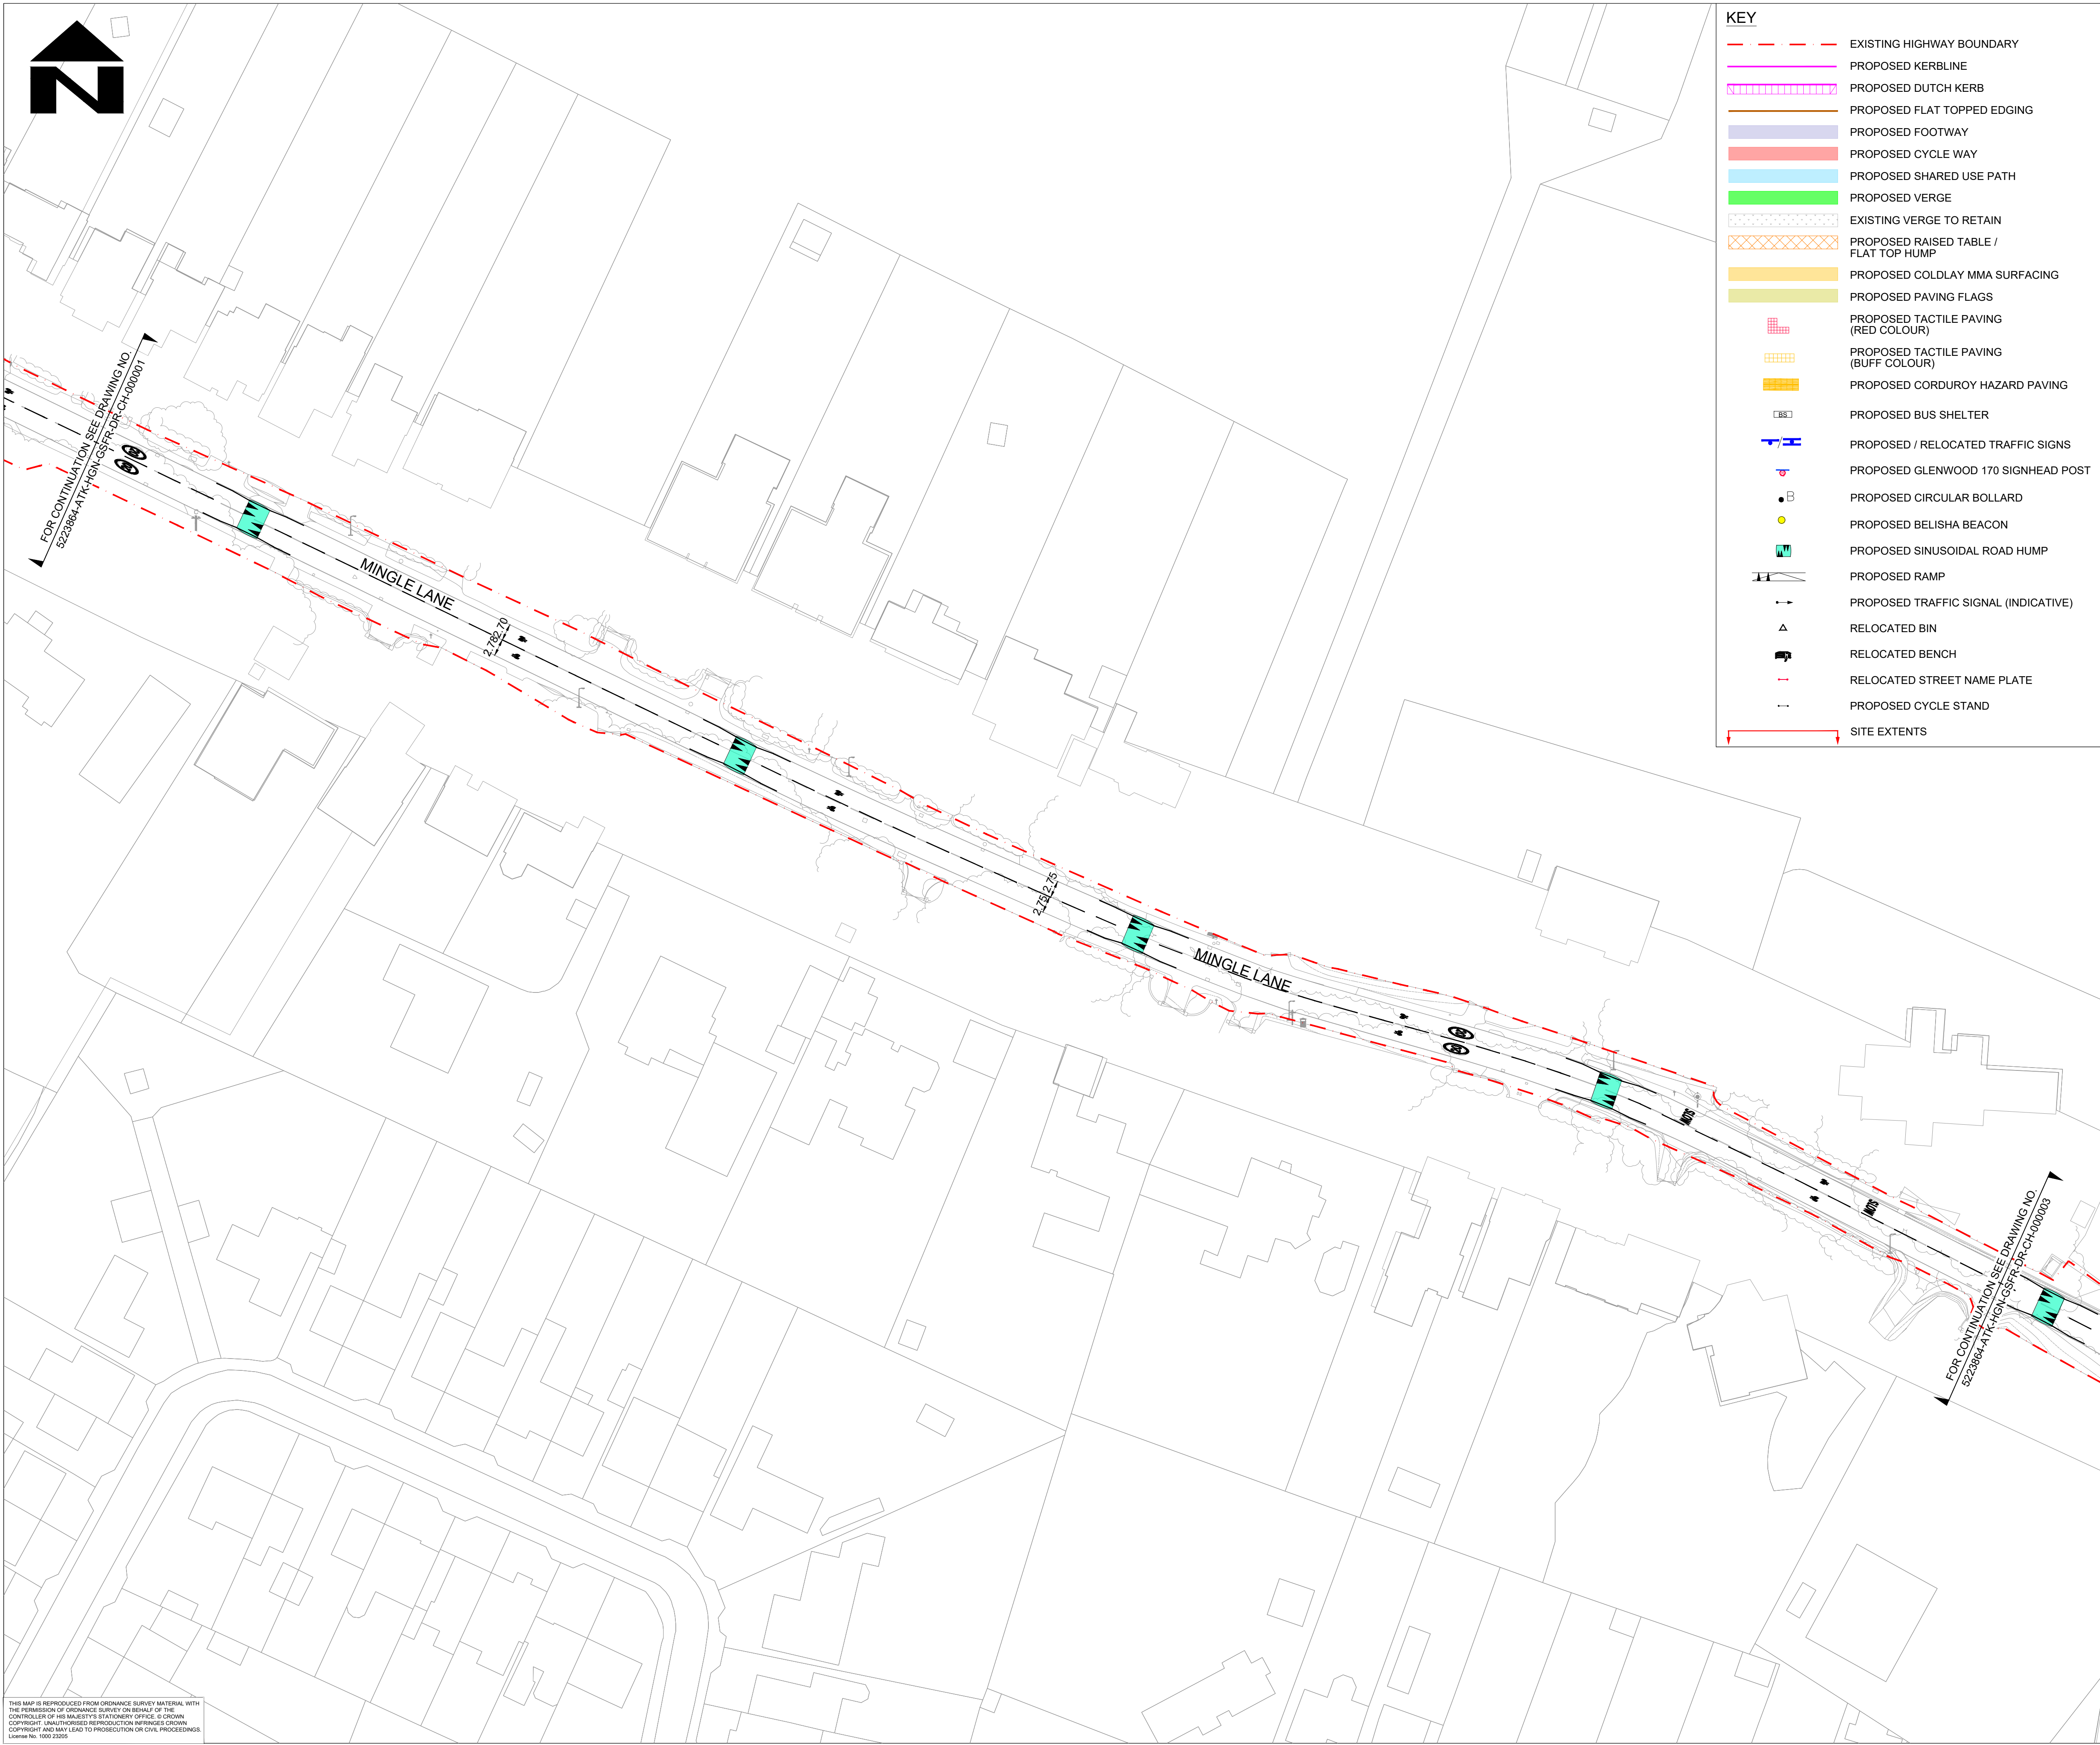 N
KEY
EXISTING HIGHWAY BOUNDARY
PROPOSED KERBLINE
PROPOSED DUTCH KERB
PROPOSED FLAT TOPPED EDGING
PROPOSED FOOTWAY
PROPOSED CYCLE WAY
PROPOSED SHARED USE PATH
PROPOSED VERGE
EXISTING VERGE TO RETAIN
PROPOSED RAISED TABLE /
FLAT TOP HUMP
PROPOSED COLDLAY MMA SURFACING
PROPOSED PAVING FLAGS
PROPOSED TACTILE PAVING
(RED COLOUR)
PROPOSED TACTILE PAVING
(BUFF COLOUR)
PROPOSED CORDUROY HAZARD PAVING
BS
PROPOSED BUS SHELTER
PROPOSED / RELOCATED TRAFFIC SIGNS
PROPOSED GLENWOOD 170 SIGNHEAD POST
B
PROPOSED CIRCULAR BOLLARD
PROPOSED BELISHA BEACON
PROPOSED SINUSOIDAL ROAD HUMP
PROPOSED RAMP
PROPOSED TRAFFIC SIGNAL (INDICATIVE)
RELOCATED BIN
RELOCATED BENCH
RELOCATED STREET NAME PLATE
PROPOSED CYCLE STAND
SITE EXTENTS
FOR CONTINUATION SEE DRAWING NO.
5223864-ATK-HGN-GSFR-DR-CH-000001
MINGLE LANE
2.78
2.70
2.75
2.75
MINGLE LANE
SLOW
SLOW
FOR CONTINUATION SEE DRAWING NO.
5223864-ATK-HGN-GSFR-DR-CH-000003
THIS MAP IS REPRODUCED FROM ORDNANCE SURVEY MATERIAL WITH
THE PERMISSION OF ORDNANCE SURVEY ON BEHALF OF THE
CONTROLLER OF HIS MAJESTY'S STATIONERY OFFICE. © CROWN
COPYRIGHT. UNAUTHORISED REPRODUCTION INFRINGES CROWN
COPYRIGHT AND MAY LEAD TO PROSECUTION OR CIVIL PROCEEDINGS.
License No. 1000 23205